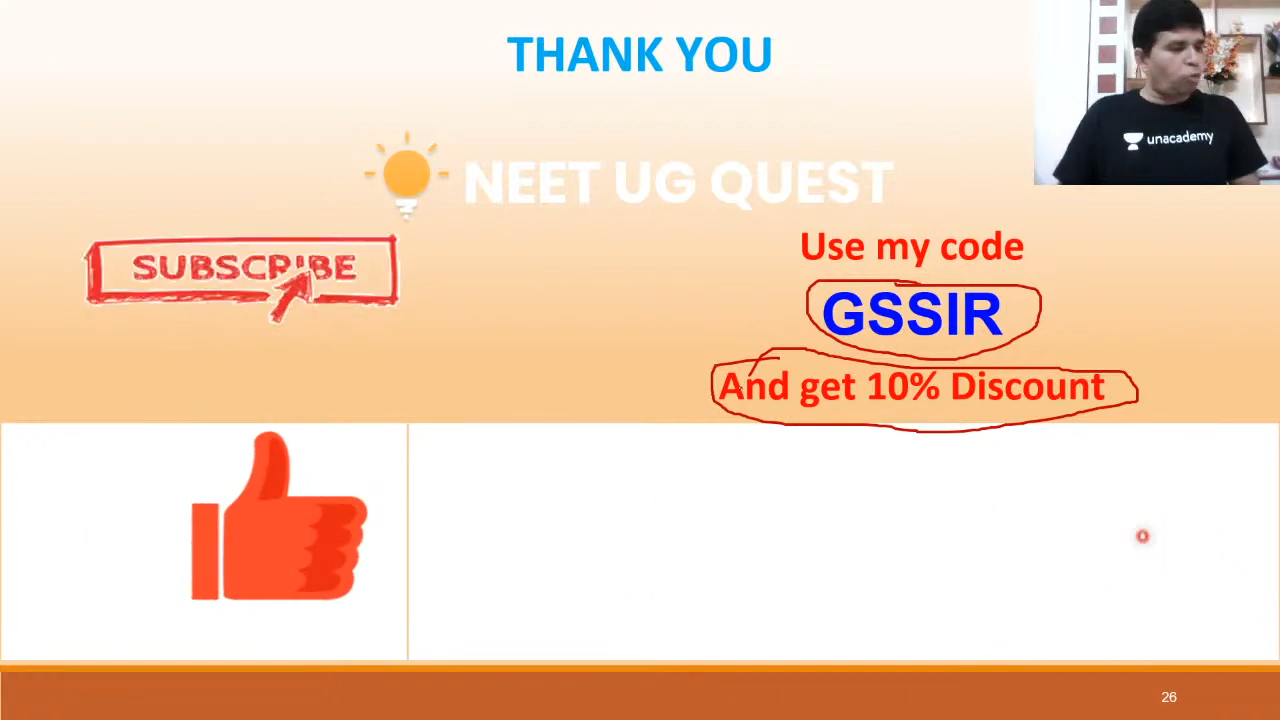 THANK YOU
unacademy
NEET UG QUEST
SUBSCRIBE
Use my code
GSSIR
And get 10% Discount
26